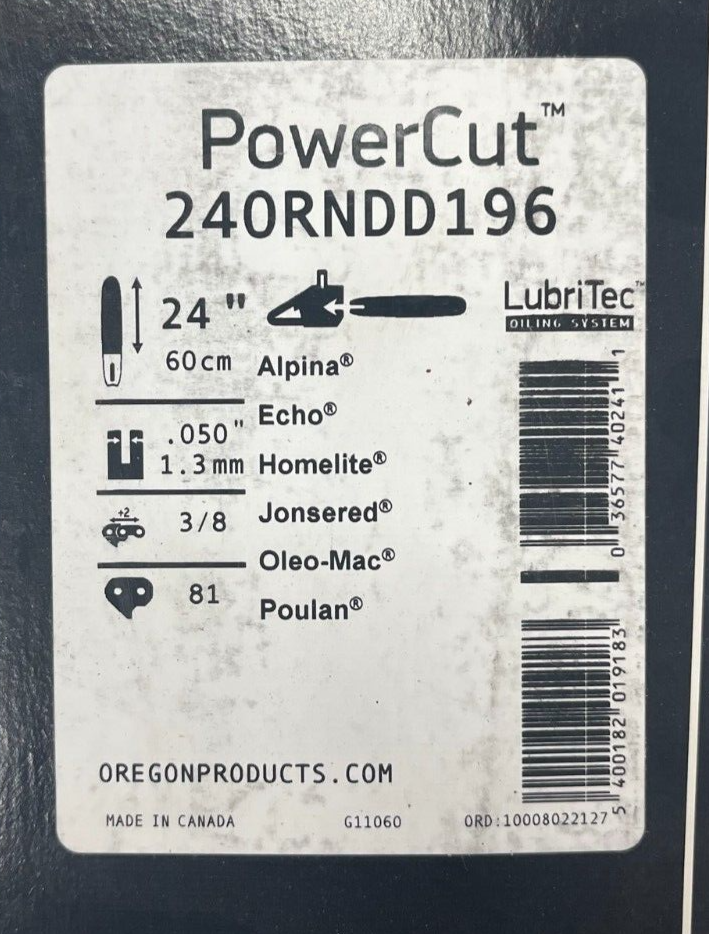 PowerCut™
240RNDD196
24"
60cm
.050"
1.3mm
+2
3/8
81
Alpina®
Echo®
Homelite®
Jonsered®
Oleo-Mac®
Poulan®
LubriTec™
OILING SYSTEM
0 36577 40241 1
5 400182 019183
OREGONPRODUCTS.COM
MADE IN CANADA
G11060
ORD:10008022127